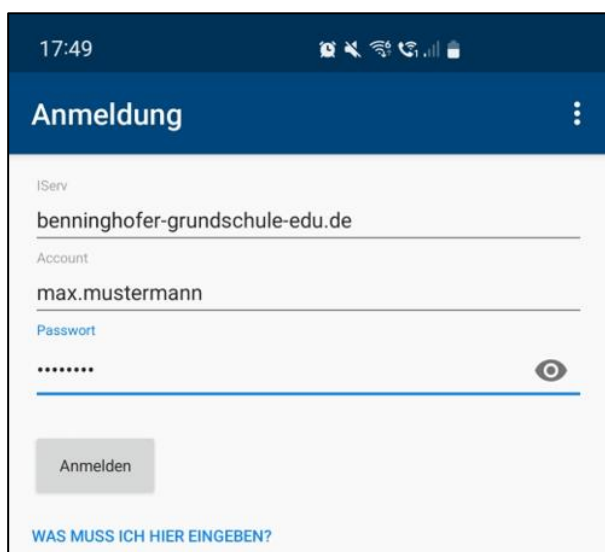 17:49
Anmeldung
IServ
benninghofer-grundschule-edu.de
Account
max.mustermann
Passwort
••••••••
Anmelden
WAS MUSS ICH HIER EINGEBEN?